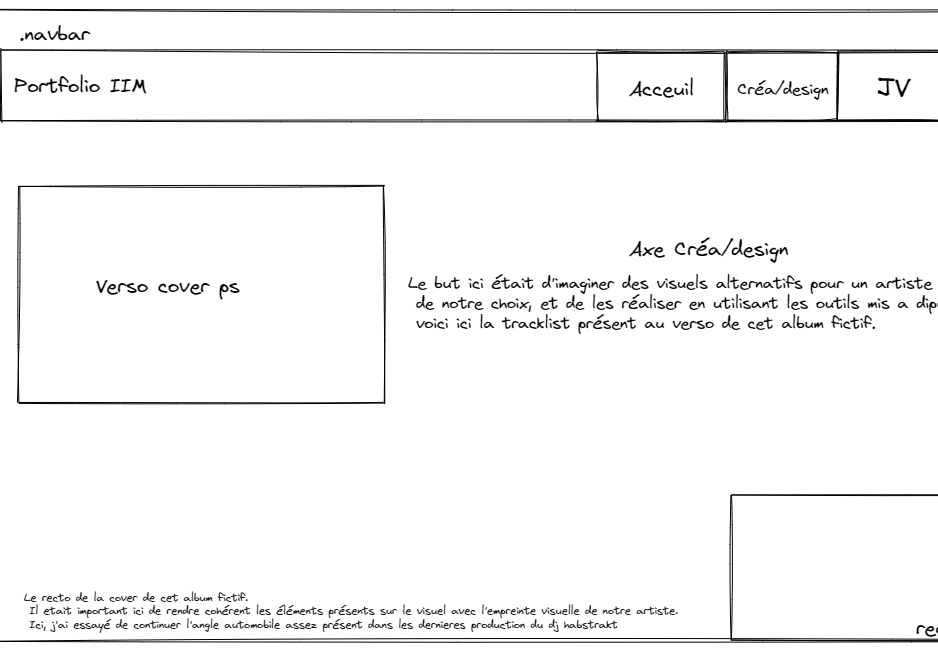 .navbar
Portfolio IIM
Acceuil
Créa/design
JV
Verso cover ps
Axe Créa/design
Le but ici était d'imaginer des visuels alternatifs pour un artiste
de notre choix, et de les réaliser en utilisant les outils mis a
voici ici la tracklist présent au verso de cet album fictif.
Le recto de la cover de cet album fictif.
Il etait important ici de rendre cohérent les éléments présents sur le visuel avec l'empreinte visuelle de notre artiste.
Ici, j'ai essayé de continuer l'angle automobile assez présent dans les dernieres production du dj habstrakt